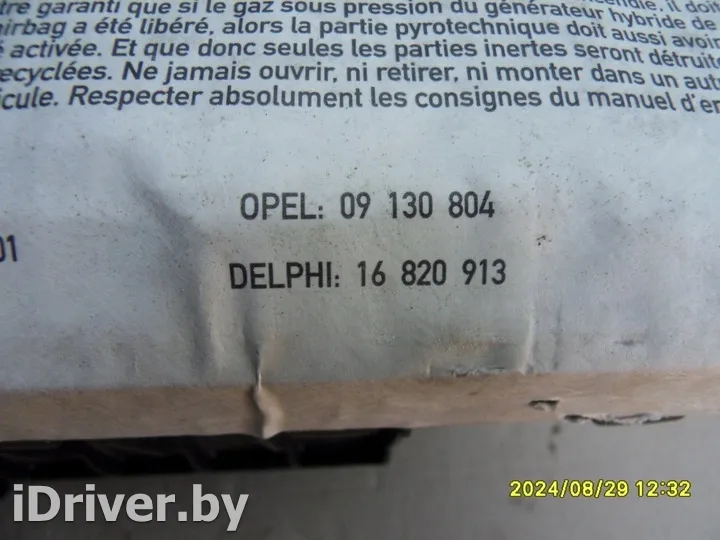 être garanti que si le gaz sous pression du générateur hybride de
airbag a été libéré, alors la partie pyrotechnique doit aussi avoir
é activée. Et que donc seules les parties inertes seront détruite
recyclées. Ne jamais ouvrir, ni retirer, ni monter dans un aut
icule. Respecter absolument les consignes du manuel d'en
OPEL: 09 130 804
01
DELPHI: 16 820 913
2024/08/29 12:32
iDriver.by